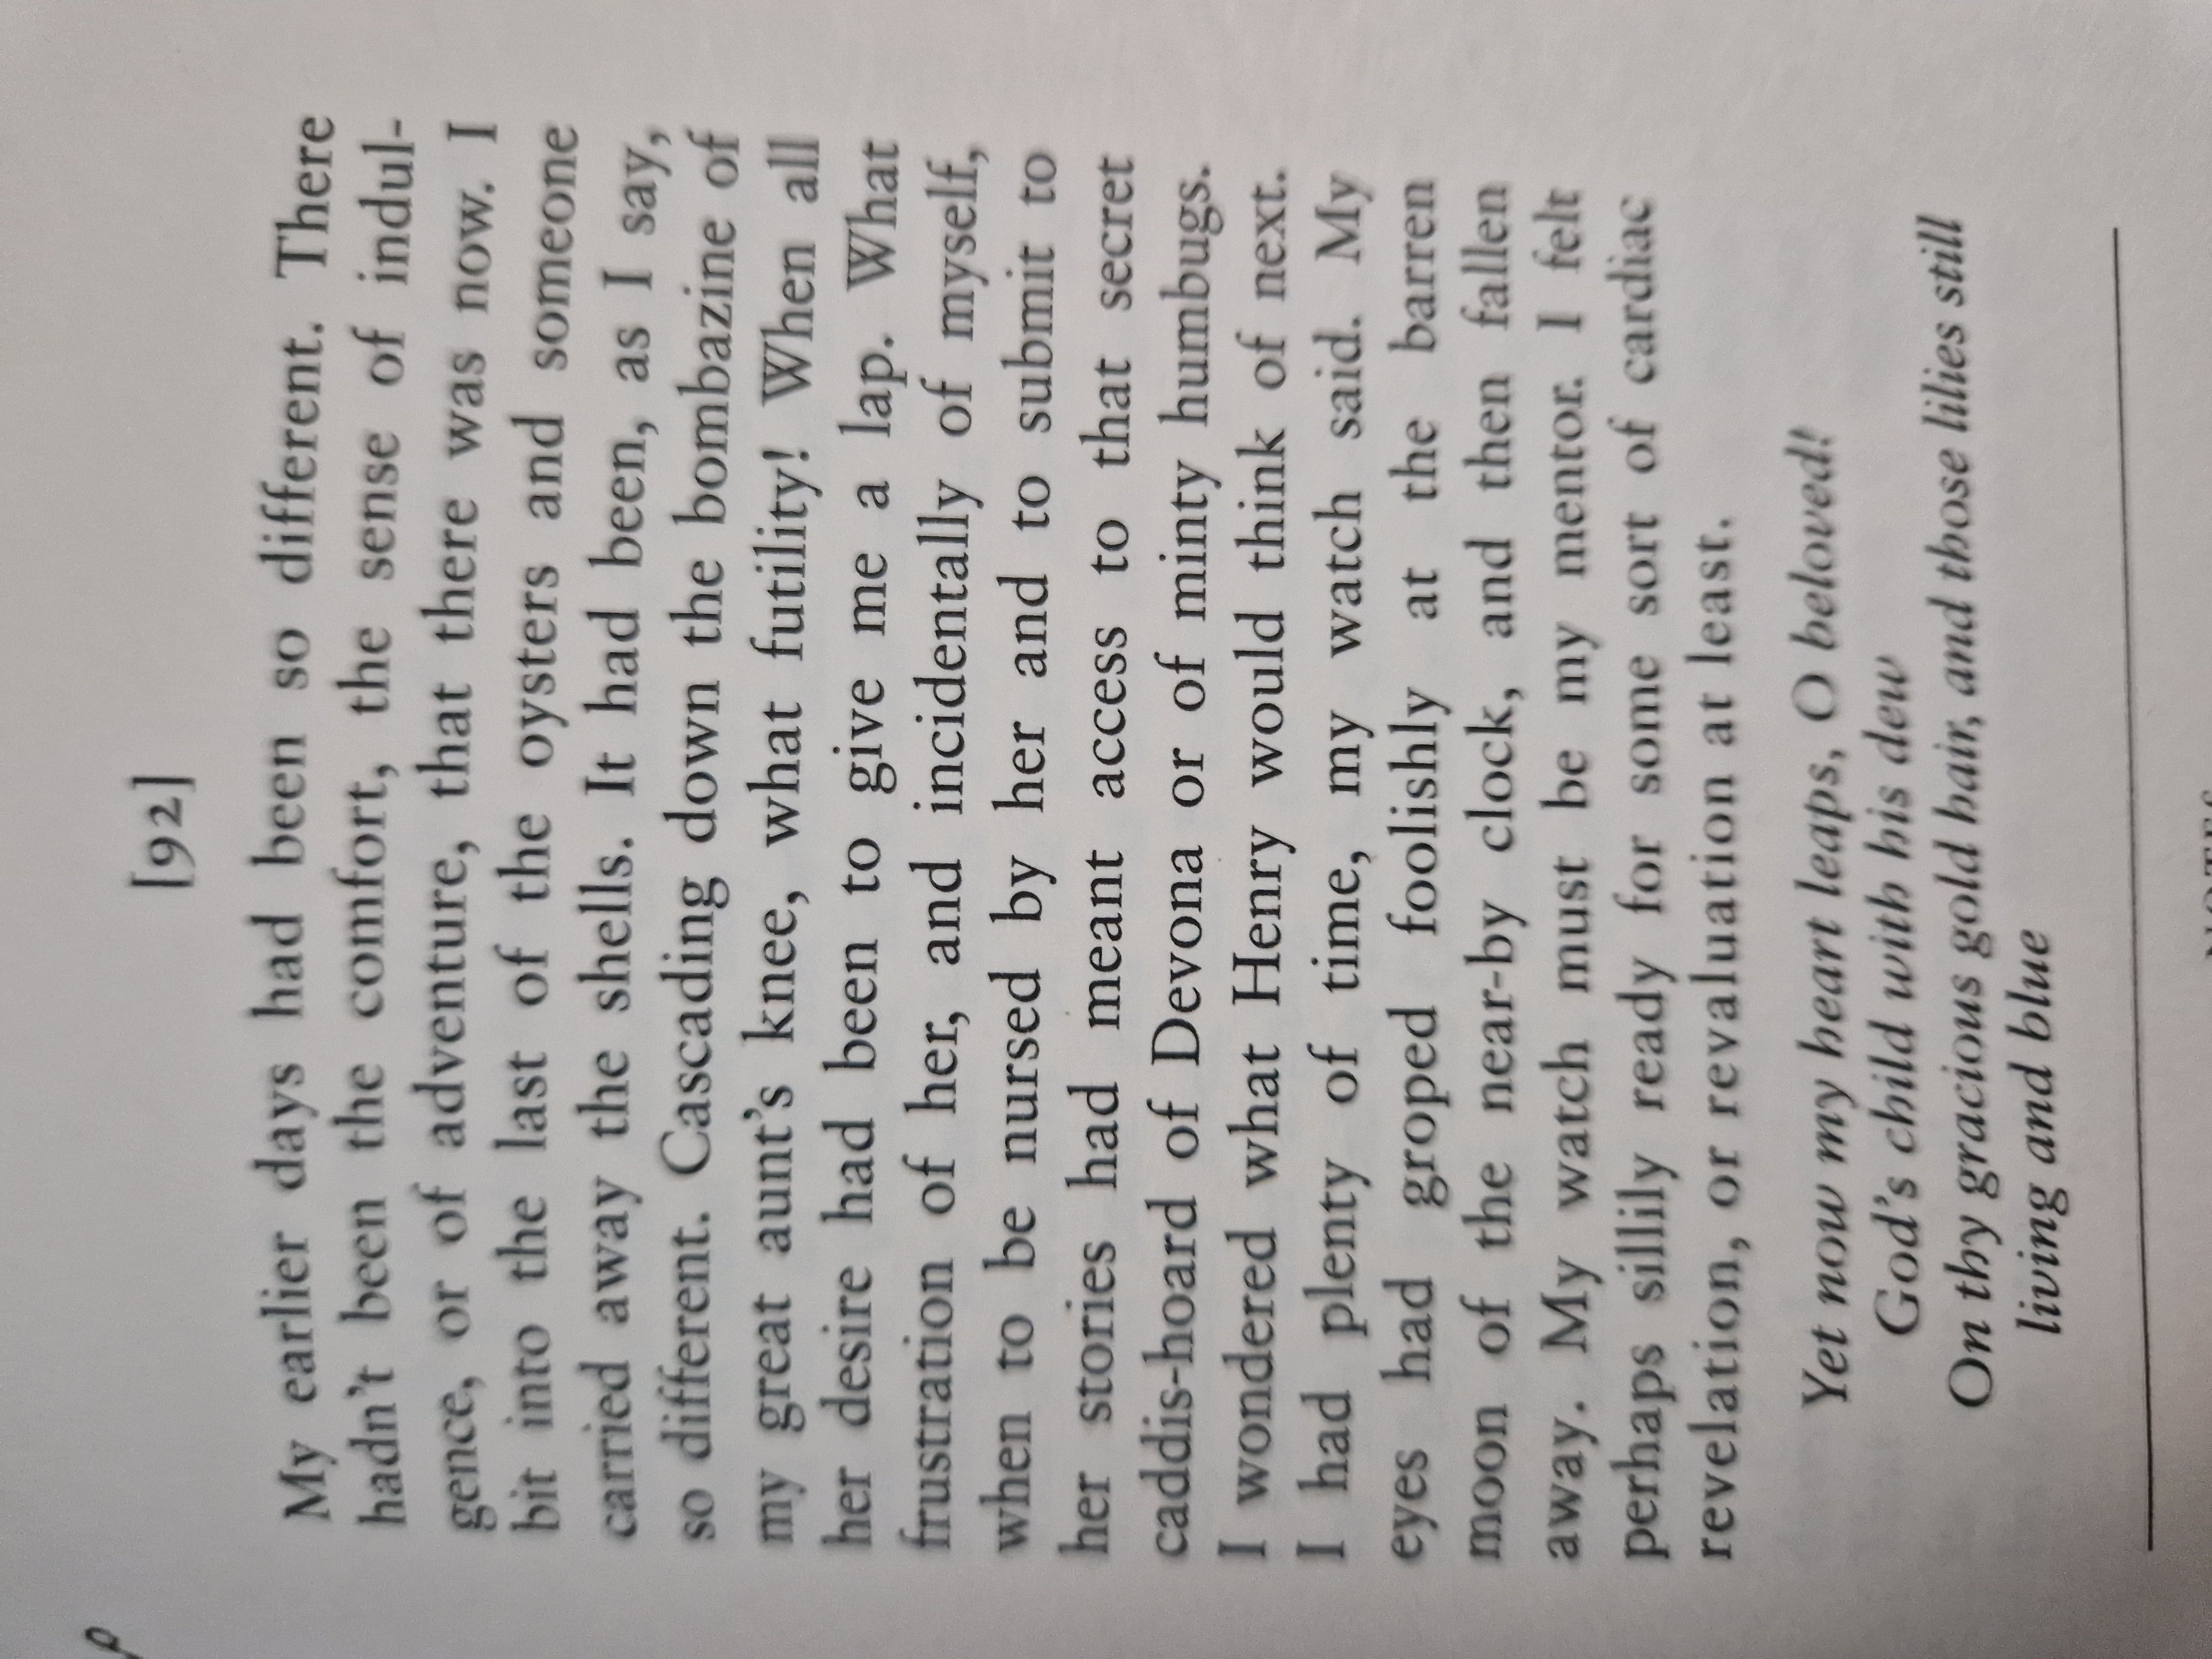 [92]
My earlier days had been so different. There
hadn't been the comfort, the sense of indul-
gence, or of adventure, that there was now. I
bit into the last of the oysters and someone
carried away the shells. It had been, as I say,
so different. Cascading down the bombazine of
my great aunt's knee, what futility! When all
her desire had been to give me a lap. What
frustration of her, and incidentally of myself,
when to be nursed by her and to submit to
her stories had meant access to that secret
caddis-hoard of Devona or of minty humbugs.
I wondered what Henry would think of next.
I had plenty of time, my watch said. My
eyes had groped foolishly at the barren
moon of the near-by clock, and then fallen
away. My watch must be my mentor. I felt
perhaps sillily ready for some sort of cardiac
revelation, or revaluation at least.
Yet now my heart leaps, O beloved!
God's child with his dew
On thy gracious gold hair, and those lilies still
living and blue
NOTES